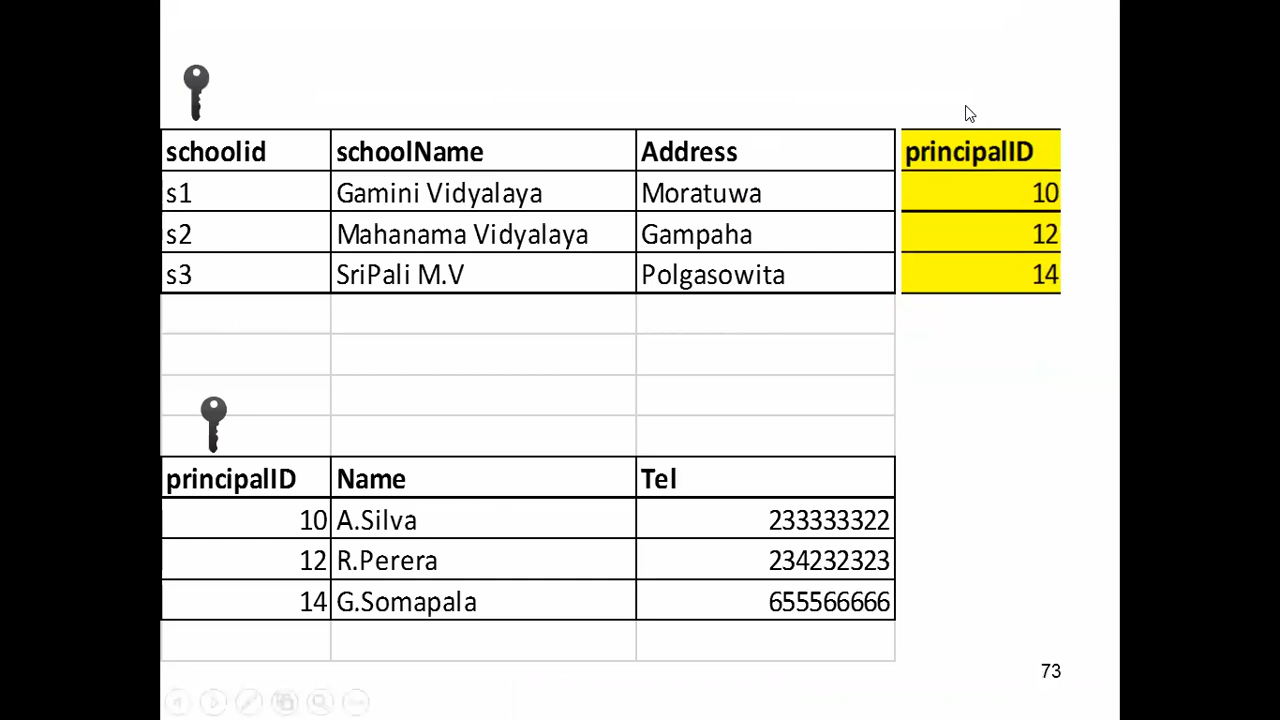 schoolid schoolName Address principalID
s1 Gamini Vidyalaya Moratuwa 10
s2 Mahanama Vidyalaya Gampaha 12
s3 SriPali M.V Polgasowita 14
principalID Name Tel
10 A.Silva 233333322
12 R.Perera 234232323
14 G.Somapala 655566666
73